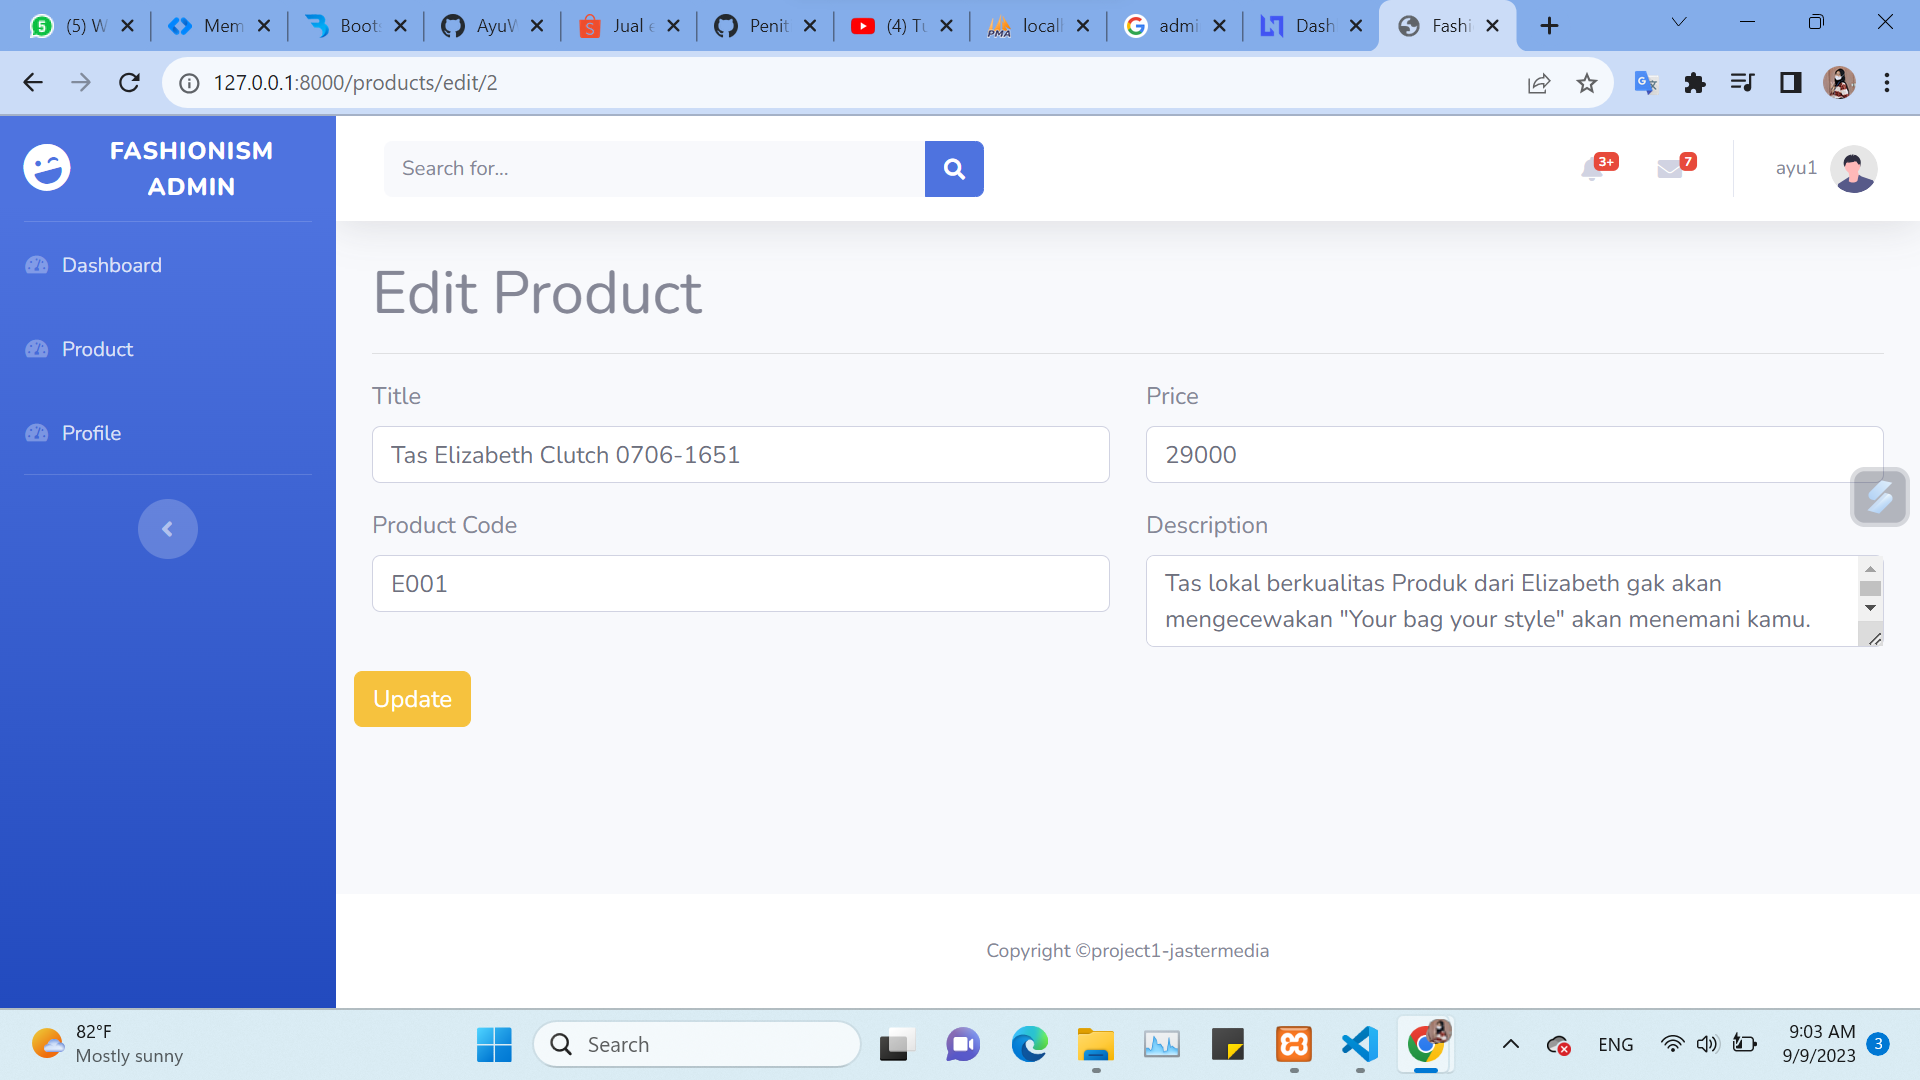 (5) W
Mem
Boots
AyuW
Jual e
Penit
(4) Tu
locall
admi
Dash
Fashi
127.0.0.1:8000/products/edit/2
FASHIONISM
ADMIN
Search for...
3+
7
ayu1
Dashboard
Product
Profile
Edit Product
Title
Price
Tas Elizabeth Clutch 0706-1651
29000
Product Code
Description
E001
Tas lokal berkualitas Produk dari Elizabeth gak akan
mengecewakan "Your bag your style" akan menemani kamu.
Update
Copyright ©project1-jastermedia
82°F
Mostly sunny
Search
ENG
9:03 AM
9/9/2023
3